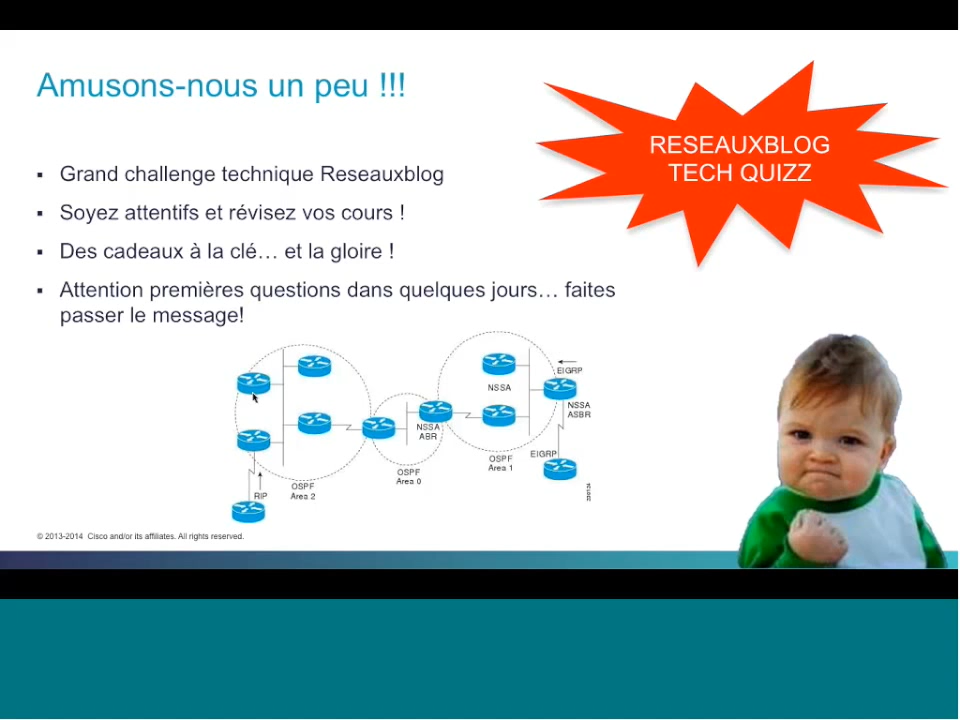 Amusons-nous un peu !!!
RESEAUXBLOG
TECH QUIZZ
Grand challenge technique Reseauxblog
Soyez attentifs et révisez vos cours !
Des cadeaux à la clé… et la gloire !
Attention premières questions dans quelques jours… faites
passer le message!
EIGRP
NSSA
NSSA
ASBR
NSSA
ABR
EIGRP
OSPF
Area 1
OSPF
Area 0
OSPF
Area 2
RIP
© 2013-2014 Cisco and/or its affiliates. All rights reserved.